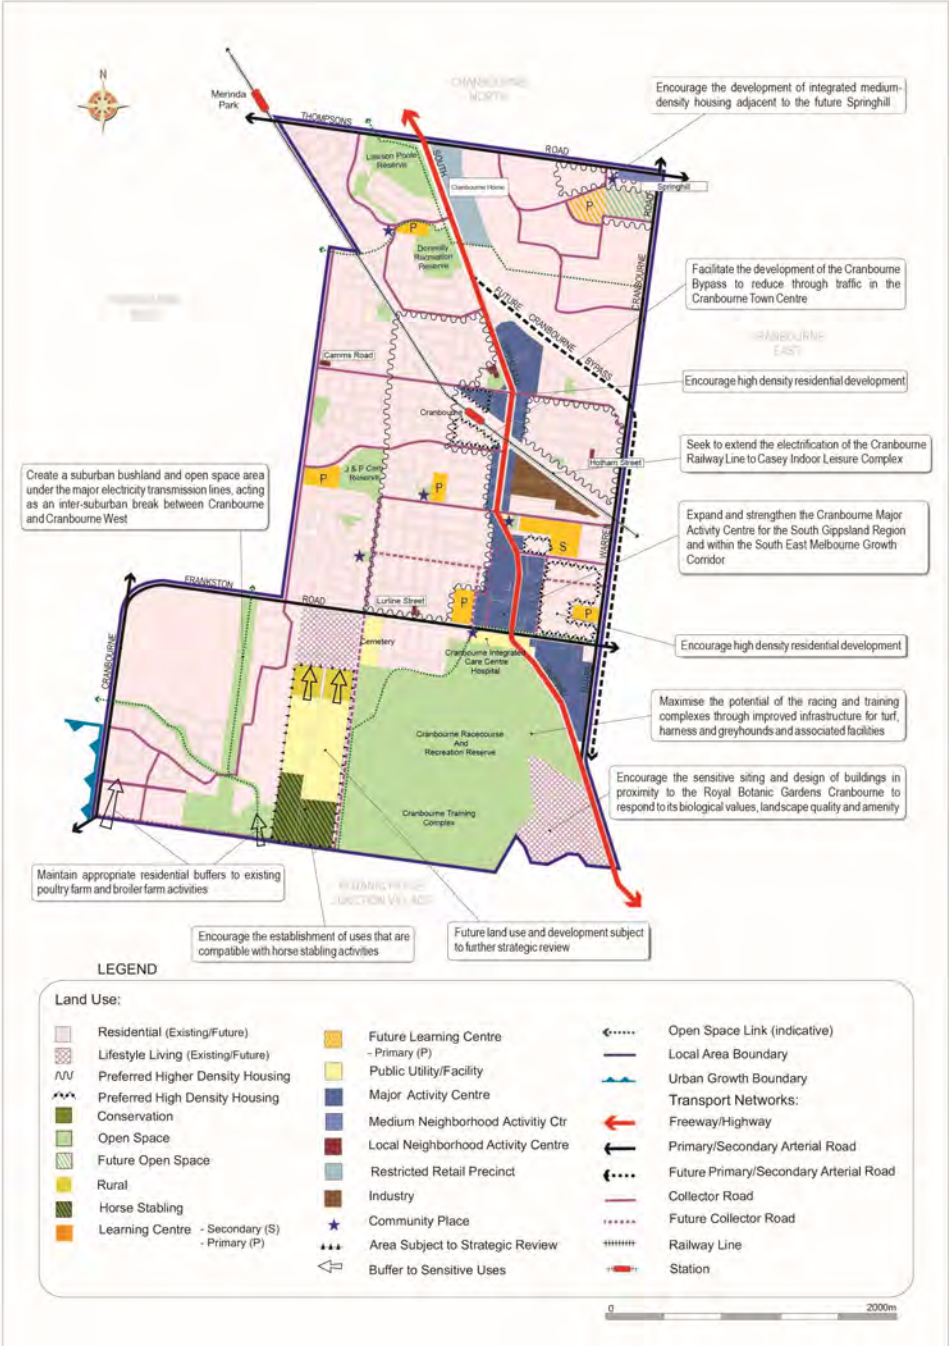 N
CRANBOURNE
NORTH
Merinda
Park
Encourage the development of integrated medium-
density housing adjacent to the future Springhill
THOMPSONS
ROAD
Lawson Poole
Reserve
SOUTH
Cranbourne Home
Springhill
P
ROAD
P
Donnelly
Recreation
Reserve
CRANBOURNE
Facilitate the development of the Cranbourne
Bypass to reduce through traffic in the
Cranbourne Town Centre
FUTURE
CRANBOURNE
BYPASS
CRANBOURNE
EAST
Camms Road
Encourage high density residential development
Cranbourne
Seek to extend the electrification of the Cranbourne
Railway Line to Casey Indoor Leisure Complex
Hotham Street
Create a suburban bushland and open space area
under the major electricity transmission lines, acting
as an inter-suburban break between Cranbourne
and Cranbourne West
P
Reserve
P
Expand and strengthen the Cranbourne Major
Activity Centre for the South Gippsland Region
and within the South East Melbourne Growth
Corridor
S
FRANKSTON
ROAD
Lurline Street
P
P
Cemetery
Cranbourne Integrated
Care Centre
Hospital
Encourage high density residential development
CRANBOURNE
Maximise the potential of the racing and training
complexes through improved infrastructure for turf,
harness and greyhounds and associated facilities
Cranbourne Racecourse
And
Recreation Reserve
Encourage the sensitive siting and design of buildings in
proximity to the Royal Botanic Gardens Cranbourne to
respond to its biological values, landscape quality and amenity
Cranbourne Training
Complex
Maintain appropriate residential buffers to existing
poultry farm and broiler farm activities
JUNCTION VILLAGE
Encourage the establishment of uses that are
compatible with horse stabling activities
Future land use and development subject
to further strategic review
LEGEND
Land Use:
Residential (Existing/Future)
Lifestyle Living (Existing/Future)
Preferred Higher Density Housing
Preferred High Density Housing
Conservation
Open Space
Future Open Space
Rural
Horse Stabling
Learning Centre - Secondary (S)
- Primary (P)
Future Learning Centre
- Primary (P)
Public Utility/Facility
Major Activity Centre
Medium Neighborhood Activitiy Ctr
Local Neighborhood Activity Centre
Restricted Retail Precinct
Industry
Community Place
Area Subject to Strategic Review
Buffer to Sensitive Uses
Open Space Link (indicative)
Local Area Boundary
Urban Growth Boundary
Transport Networks:
Freeway/Highway
Primary/Secondary Arterial Road
Future Primary/Secondary Arterial Road
Collector Road
Future Collector Road
Railway Line
Station
0
2000m